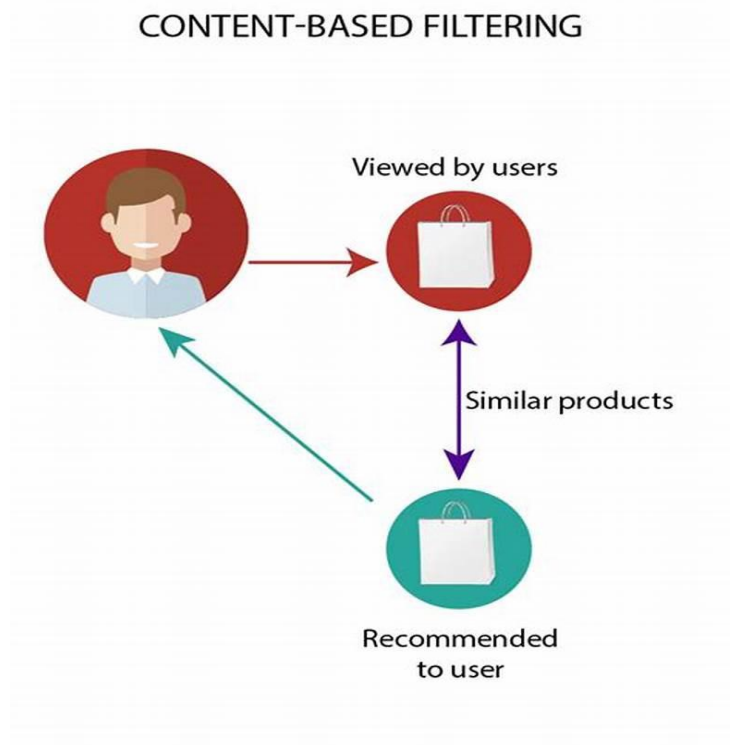 CONTENT-BASED FILTERING
Viewed by users
Similar products
Recommended
to user